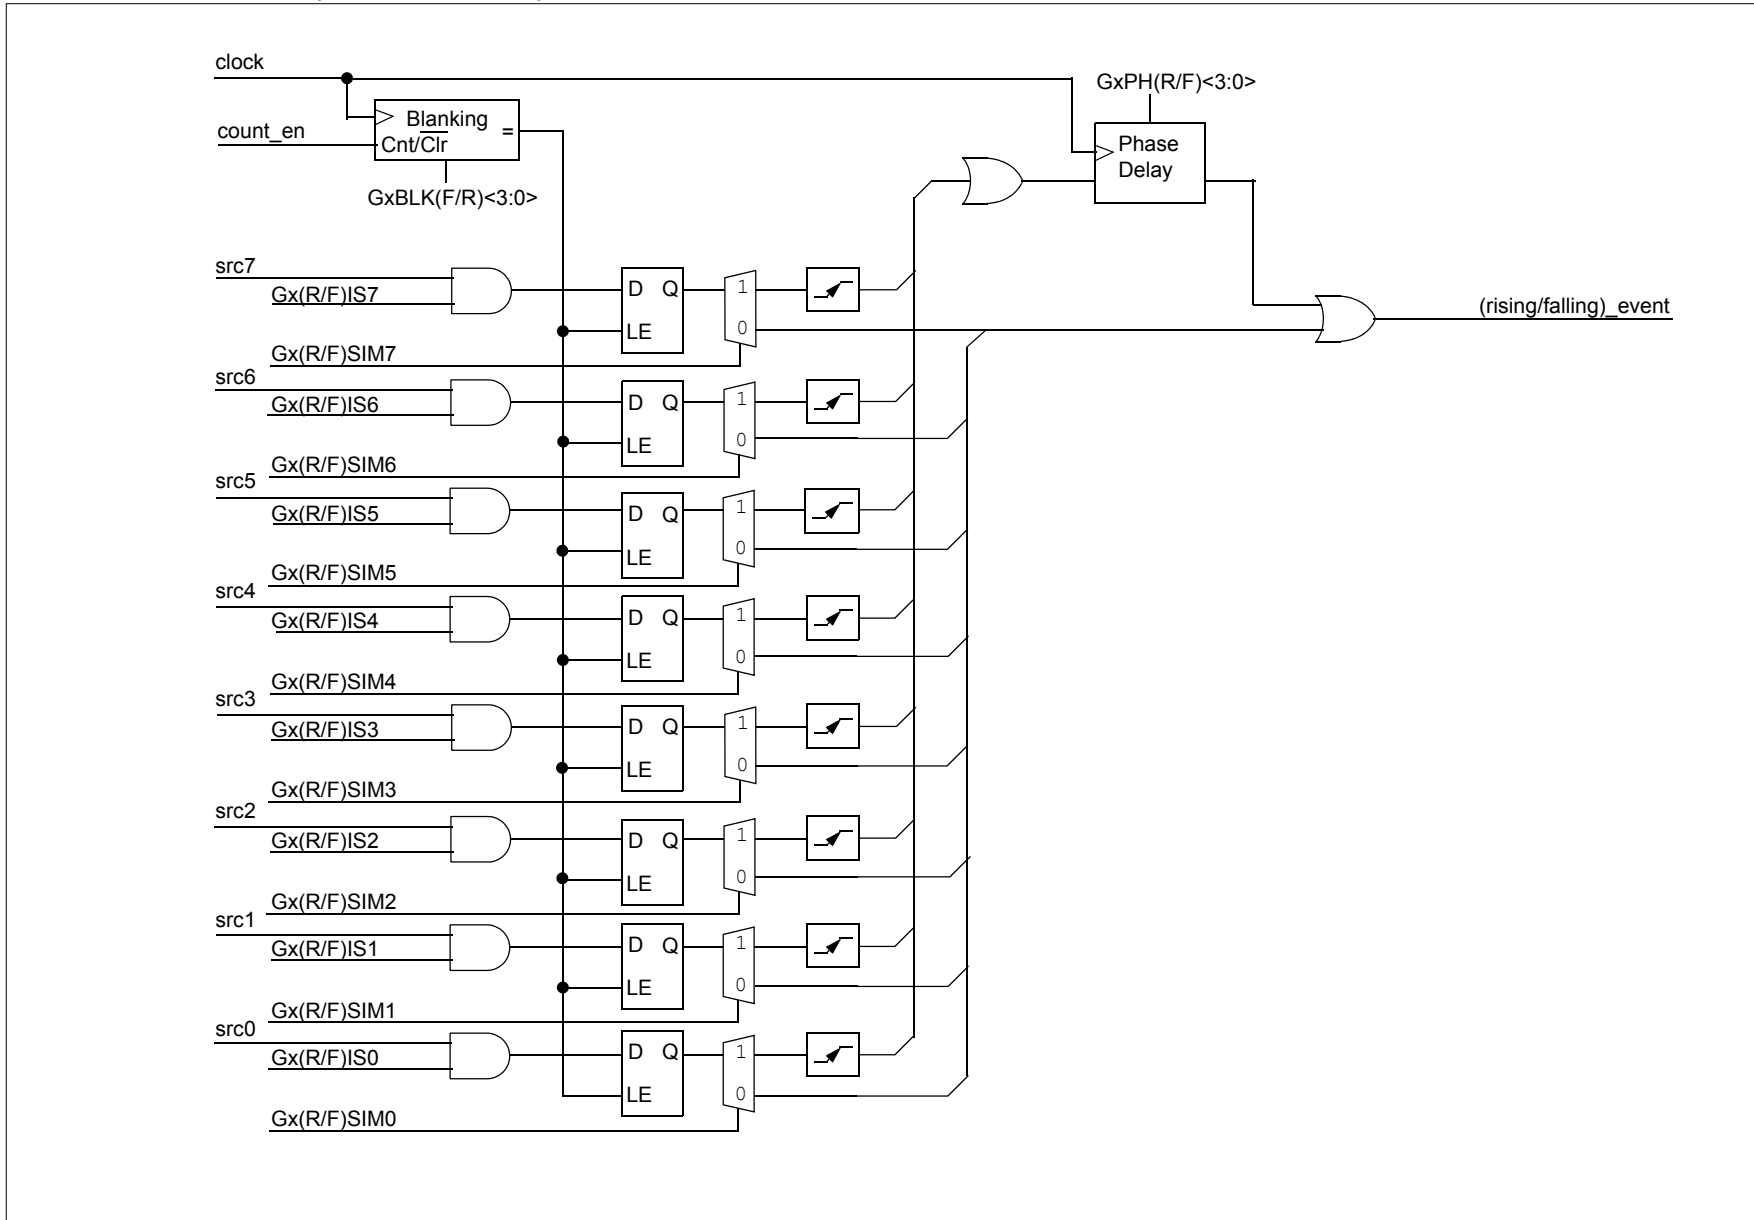 clock
GxPH(R/F)<3:0>
Blanking =
count_en
Cnt/Clr
Phase
Delay
GxBLK(F/R)<3:0>
src7
Gx(R/F)IS7
D Q 1
LE 0
(rising/falling)_event
Gx(R/F)SIM7
src6
Gx(R/F)IS6
D Q 1
LE 0
Gx(R/F)SIM6
src5
Gx(R/F)IS5
D Q 1
LE 0
Gx(R/F)SIM5
src4
Gx(R/F)IS4
D Q 1
LE 0
Gx(R/F)SIM4
src3
Gx(R/F)IS3
D Q 1
LE 0
Gx(R/F)SIM3
src2
Gx(R/F)IS2
D Q 1
LE 0
Gx(R/F)SIM2
src1
Gx(R/F)IS1
D Q 1
LE 0
Gx(R/F)SIM1
src0
Gx(R/F)IS0
D Q 1
LE 0
Gx(R/F)SIM0